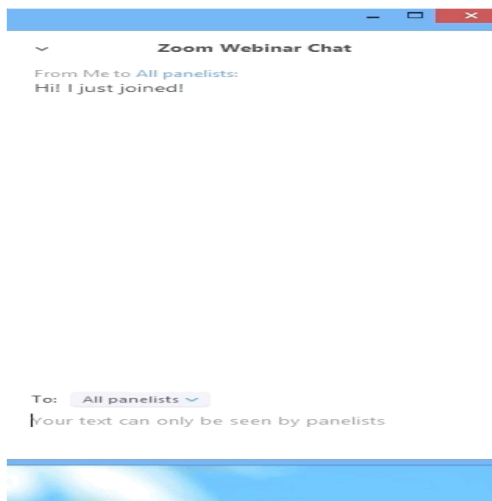 Zoom Webinar Chat
From Me to All panelists:
Hi! I just joined!
To: All panelists
Your text can only be seen by panelists